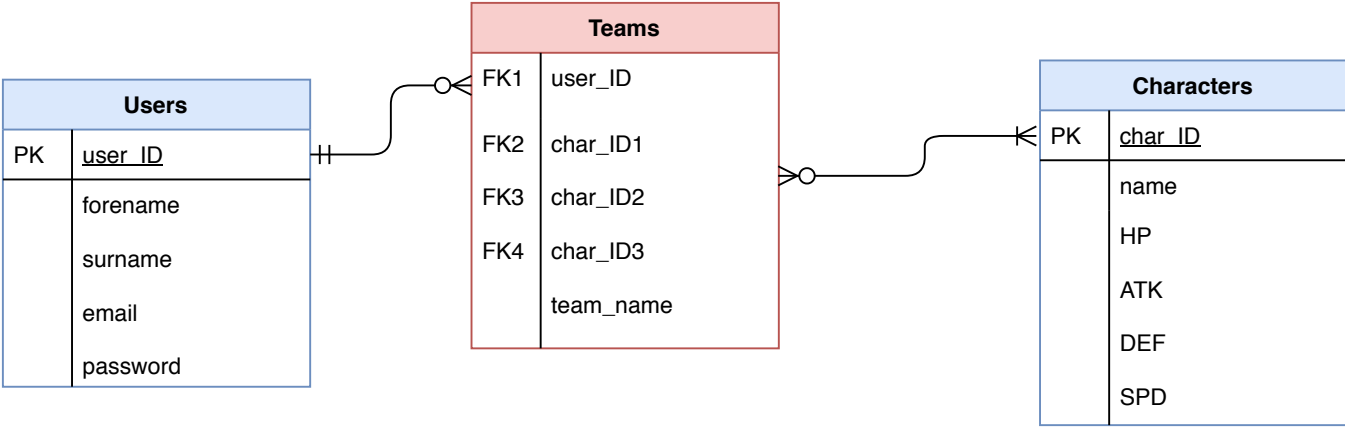 Users
PK user_ID
forename
surname
email
password
Teams
FK1 user_ID
FK2 char_ID1
FK3 char_ID2
FK4 char_ID3
team_name
Characters
PK char_ID
name
HP
ATK
DEF
SPD